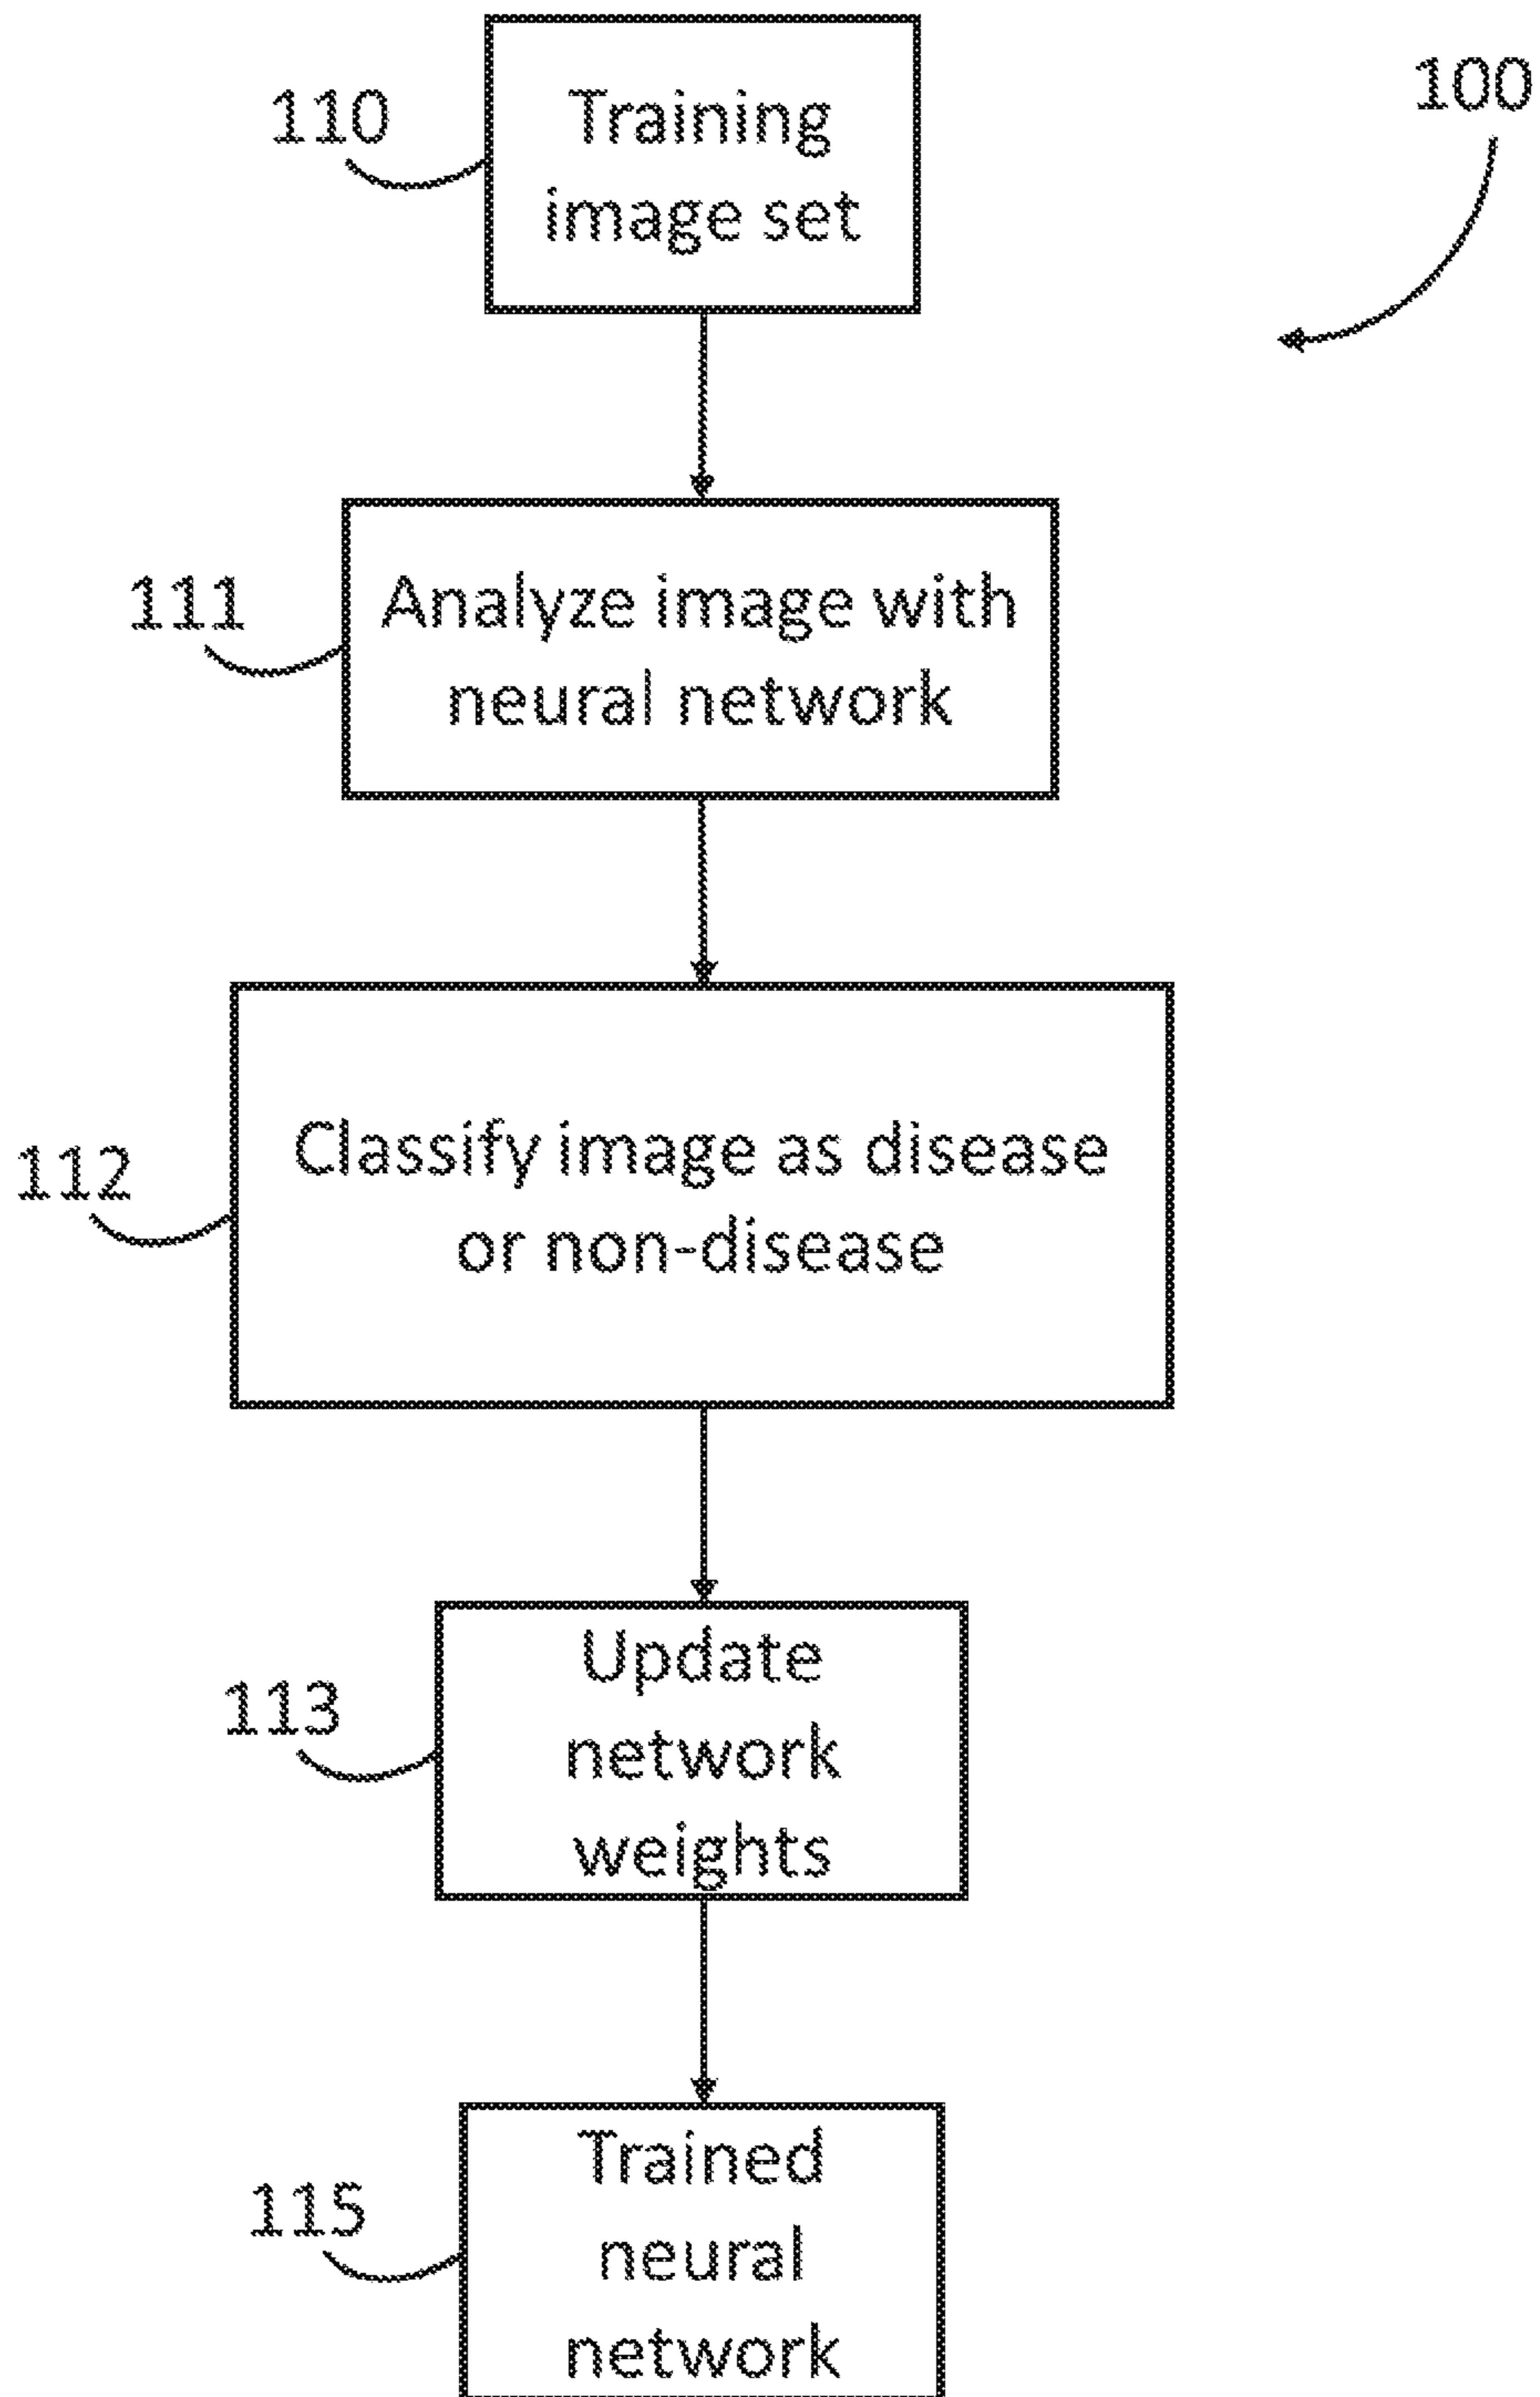 100
110
Training
image set
111
Analyze image with
neural network
112
Classify image as disease
or non-disease
113
Update
network
weights
115
Trained
neural
network